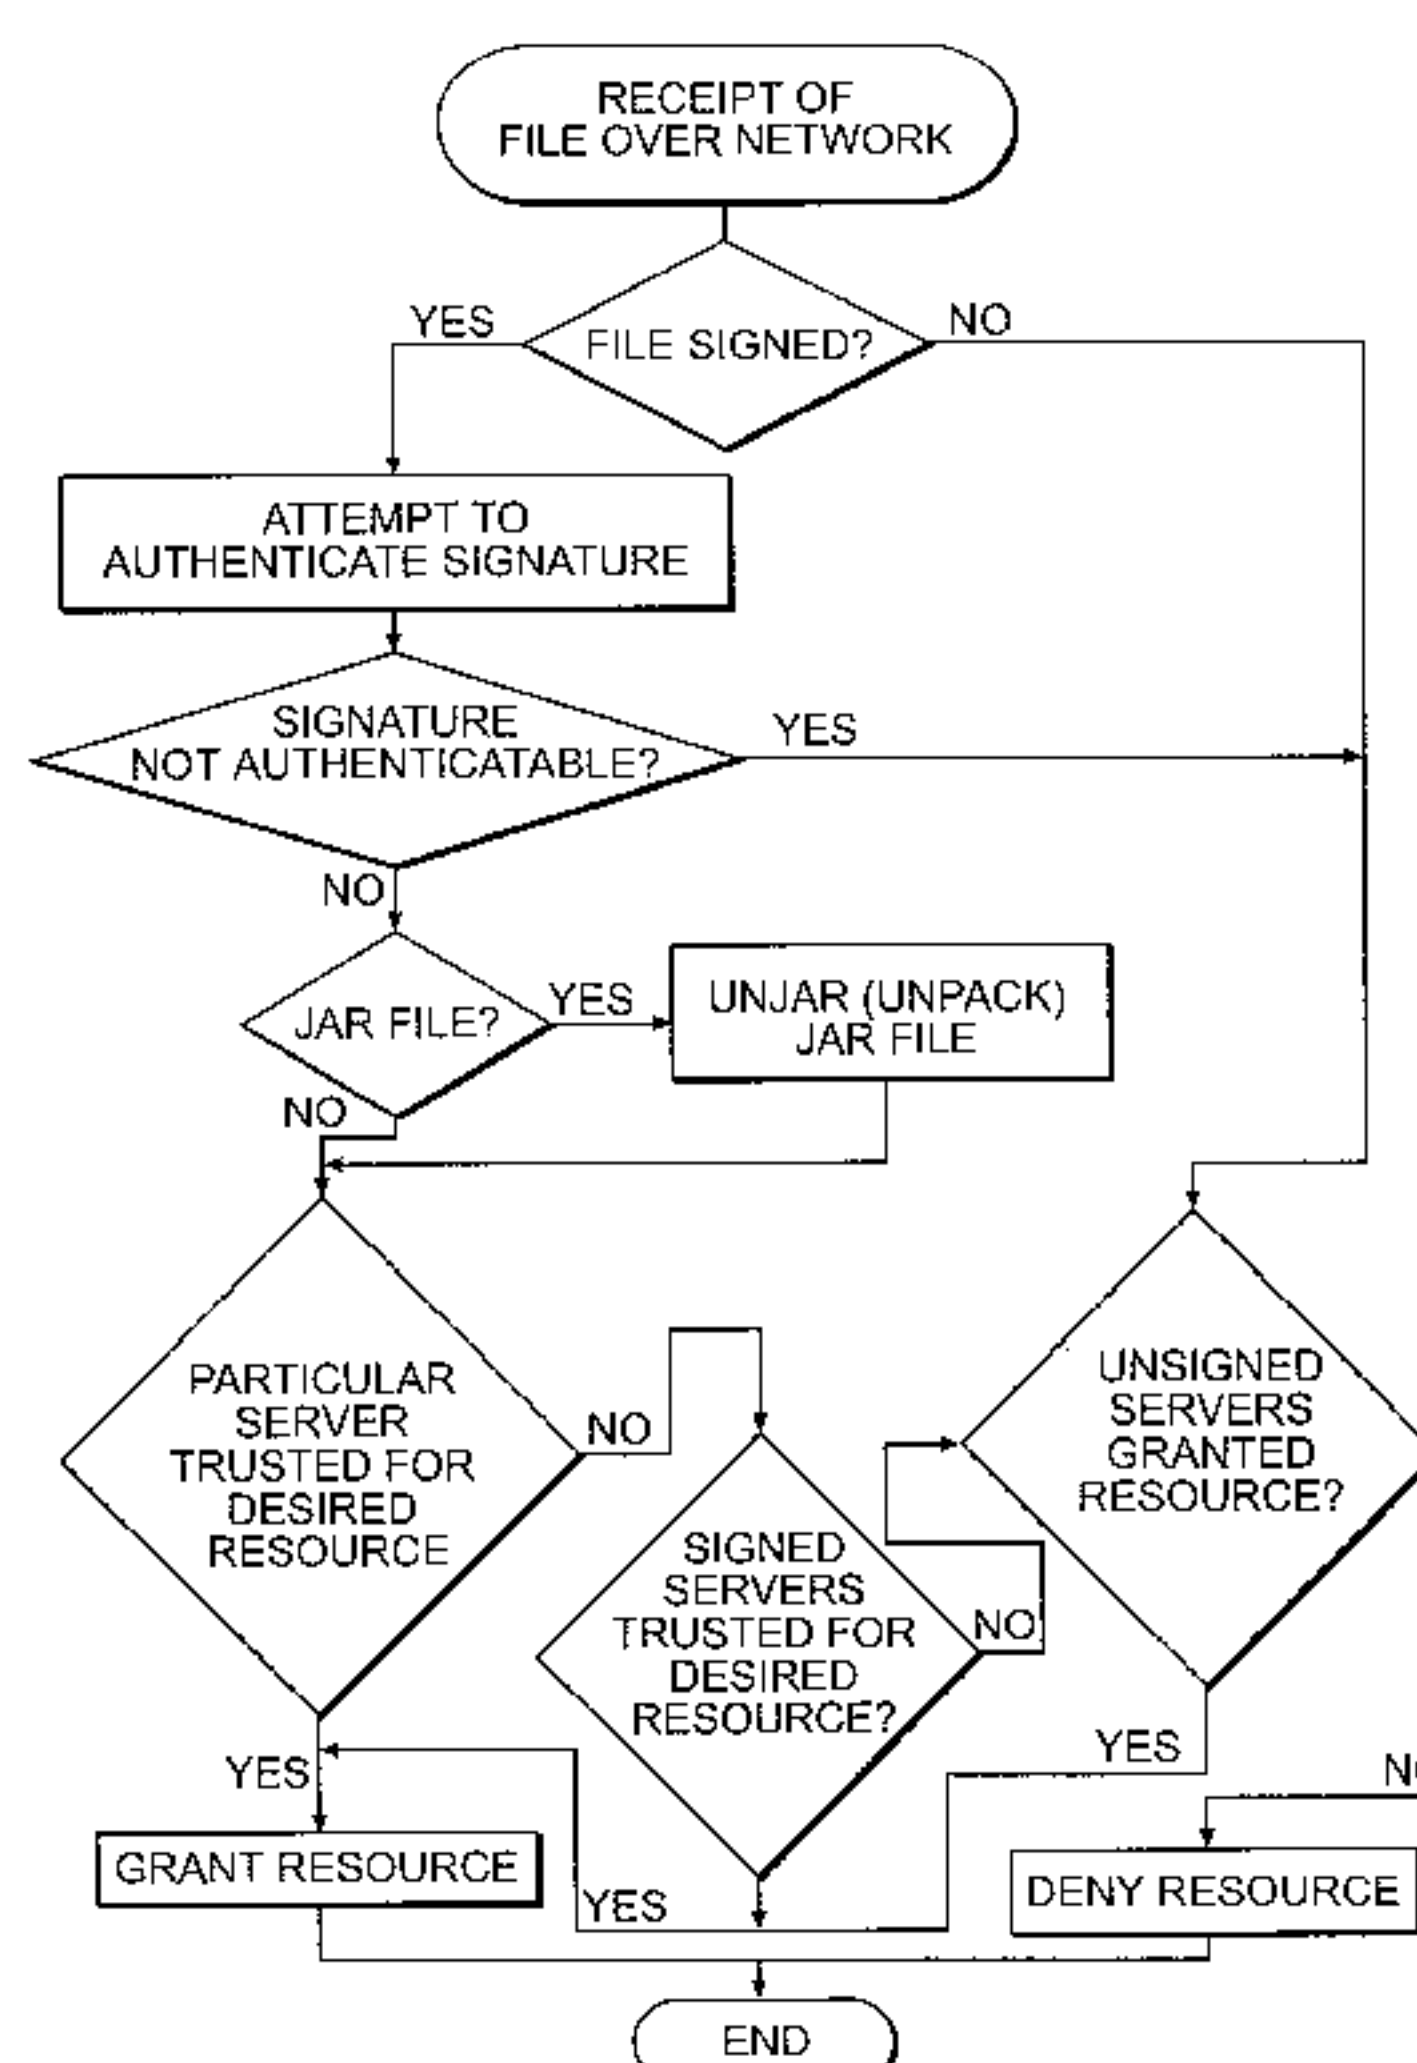 RECEIPT OF
FILE OVER NETWORK
YES
FILE SIGNED?
NO
ATTEMPT TO
AUTHENTICATE SIGNATURE
SIGNATURE
NOT AUTHENTICATABLE?
YES
NO
JAR FILE?
YES
UNJAR (UNPACK)
JAR FILE
NO
PARTICULAR
SERVER
TRUSTED FOR
DESIRED
RESOURCE
NO
SIGNED
SERVERS
TRUSTED FOR
DESIRED
RESOURCE?
NO
UNSIGNED
SERVERS
GRANTED
RESOURCE?
YES
YES
GRANT RESOURCE
YES
DENY RESOURCE
END